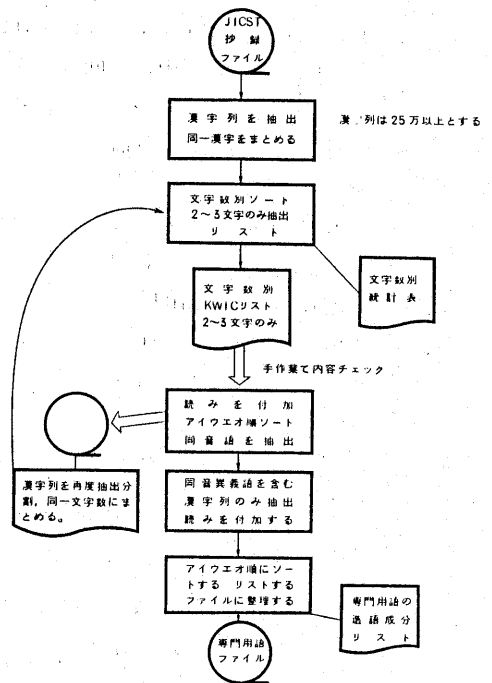 JICST
抄録
ファイル
漢字列を抽出
同一漢字をまとめる
漢 列は25万以上とする
文字数別ソート
2~3文字のみ抽出
リスト
文字数別
統計表
文字数別
KWICリスト
2~3文字のみ
手作業で内容チェック
読みを付加
アイウエオ順ソート
同音語を抽出
漢字列を再度抽出分
割，同一文字数にま
とめる。
同音異義語を含む
漢字列のみ抽出
読みを付加する
アイウエオ順にソー
トする リストする
ファイルに整理する
専門用語の
造語成分
リスト
専門用語
ファイル